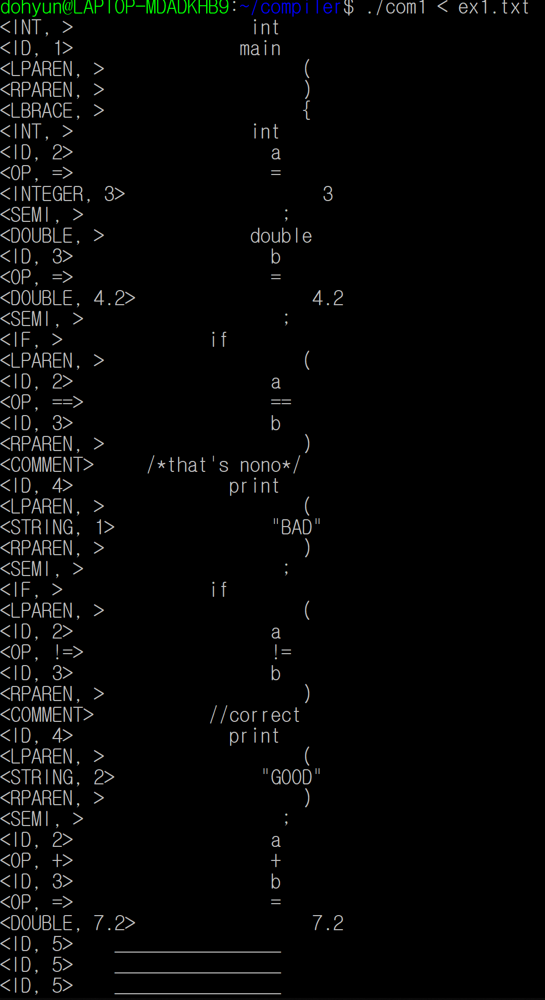 dohyun@LAPTOP-MDADKHB9:~/compiler$ ./com1 < ex1.txt
<INT, > int
<ID, 1> main
<LPAREN, > (
<RPAREN, > )
<LBRACE, > {
<INT, > int
<ID, 2> a
<OP, => =
<INTEGER, 3> 3
<SEMI, > ;
<DOUBLE, > double
<ID, 3> b
<OP, => =
<DOUBLE, 4.2> 4.2
<SEMI, > ;
<IF, > if
<LPAREN, > (
<ID, 2> a
<OP, ==> ==
<ID, 3> b
<RPAREN, > )
<COMMENT> /*that's nono*/
<ID, 4> print
<LPAREN, > (
<STRING, 1> "BAD"
<RPAREN, > )
<SEMI, > ;
<IF, > if
<LPAREN, > (
<ID, 2> a
<OP, !=> !=
<ID, 3> b
<RPAREN, > )
<COMMENT> //correct
<ID, 4> print
<LPAREN, > (
<STRING, 2> "GOOD"
<RPAREN, > )
<SEMI, > ;
<ID, 2> a
<OP, +> +
<ID, 3> b
<OP, => =
<DOUBLE, 7.2> 7.2
<ID, 5> ________________
<ID, 5> ________________
<ID, 5> ________________